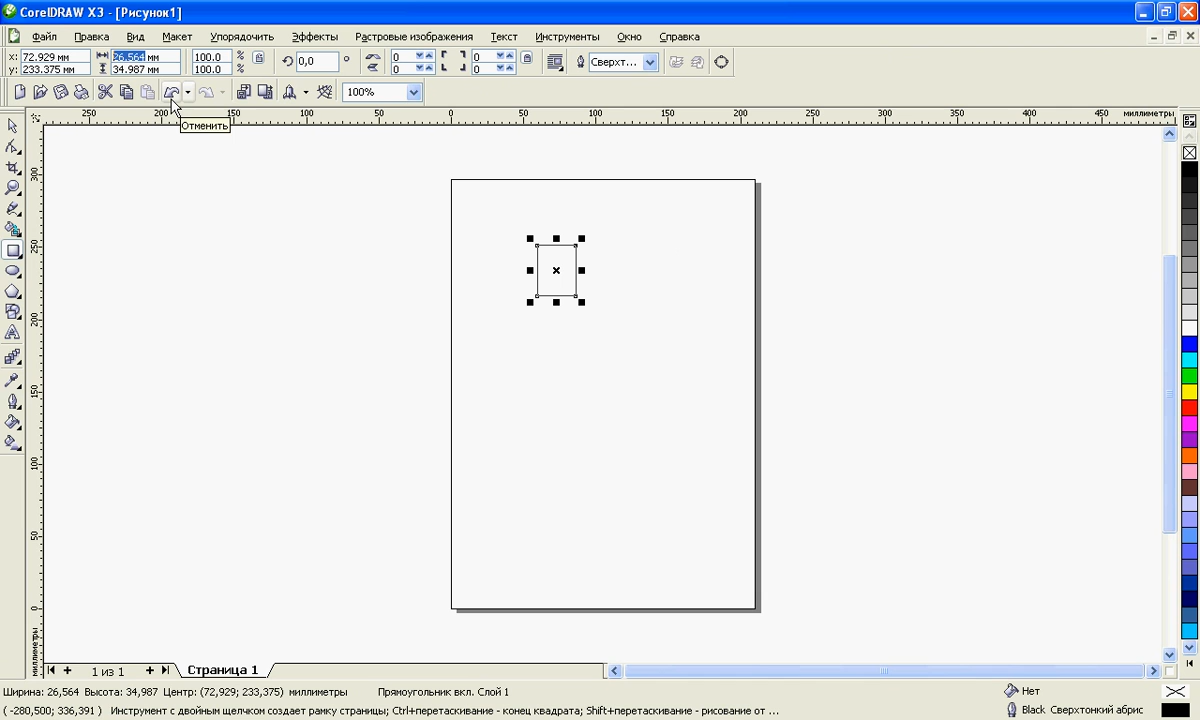 CorelDRAW X3 - [Рисунок1]
Файл Правка Вид Макет Упорядочить Эффекты Растровые изображения Текст Инструменты Окно Справка
x: 72.929 мм 26.564 мм 100.0 % 0,0 ° 0 0 Сверхт...
y: 233.375 мм 34.987 мм 100.0 % 0 0
100%
Отменить
250 200 150 100 50 0 50 100 150 200 250 300 350 400 450 миллиметры
300
250
200
150
100
50
0
миллиметры
1 из 1 Страница 1
Ширина: 26,564 Высота: 34,987 Центр: (72,929; 233,375) миллиметры Прямоугольник вкл. Слой 1 Нет
( -280,500; 336,391 ) Инструмент с двойным щелчком создает рамку страницы; Ctrl+перетаскивание - конец квадрата; Shift+перетаскивание - рисование от ... Black Сверхтонкий абрис